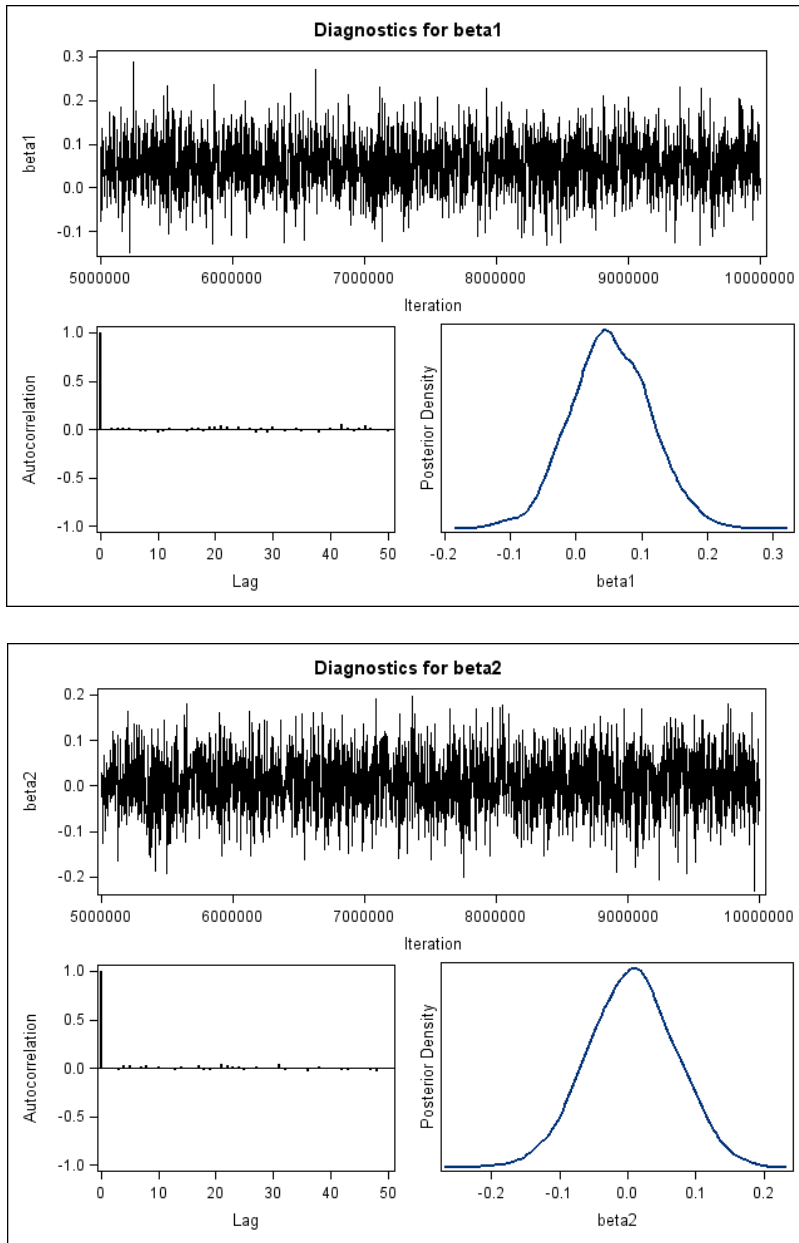 Diagnostics for beta1
0.3
0.2
0.1
0.0
-0.1
beta1
5000000 6000000 7000000 8000000 9000000 10000000
Iteration
1.0
0.5
0.0
-0.5
-1.0
Autocorrelation
0 10 20 30 40 50
Lag
Posterior Density
-0.2 -0.1 0.0 0.1 0.2 0.3
beta1
Diagnostics for beta2
0.2
0.1
0.0
-0.1
-0.2
beta2
5000000 6000000 7000000 8000000 9000000 10000000
Iteration
1.0
0.5
0.0
-0.5
-1.0
Autocorrelation
0 10 20 30 40 50
Lag
Posterior Density
-0.2 -0.1 0.0 0.1 0.2
beta2